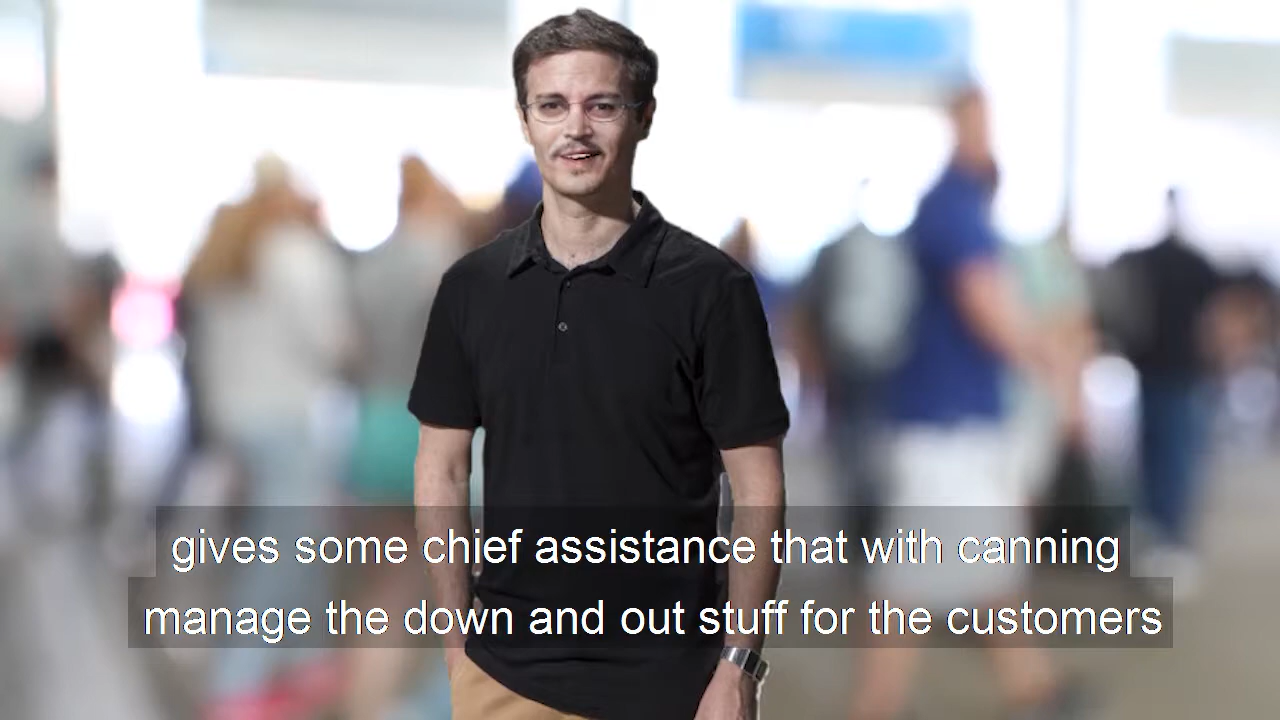 gives some chief assistance that with canning
manage the down and out stuff for the customers